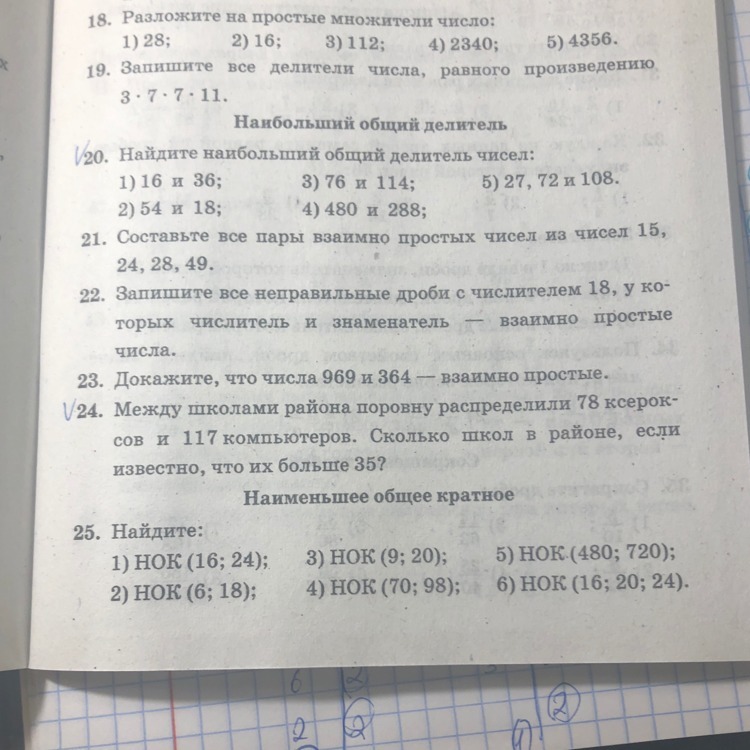 18. Разложите на простые множители число:
1) 28; 2) 16; 3) 112; 4) 2340; 5) 4356.
19. Запишите все делители числа, равного произведению
3 · 7 · 7 · 11.
Наибольший общий делитель
20. Найдите наибольший общий делитель чисел:
1) 16 и 36; 3) 76 и 114; 5) 27, 72 и 108.
2) 54 и 18; 4) 480 и 288;
21. Составьте все пары взаимно простых чисел из чисел 15,
24, 28, 49.
22. Запишите все неправильные дроби с числителем 18, у ко-
торых числитель и знаменатель — взаимно простые
числа.
23. Докажите, что числа 969 и 364 — взаимно простые.
24. Между школами района поровну распределили 78 ксерок-
сов и 117 компьютеров. Сколько школ в районе, если
известно, что их больше 35?
Наименьшее общее кратное
25. Найдите:
1) НОК (16; 24); 3) НОК (9; 20); 5) НОК (480; 720);
2) НОК (6; 18); 4) НОК (70; 98); 6) НОК (16; 20; 24).
6 2
2 2 2